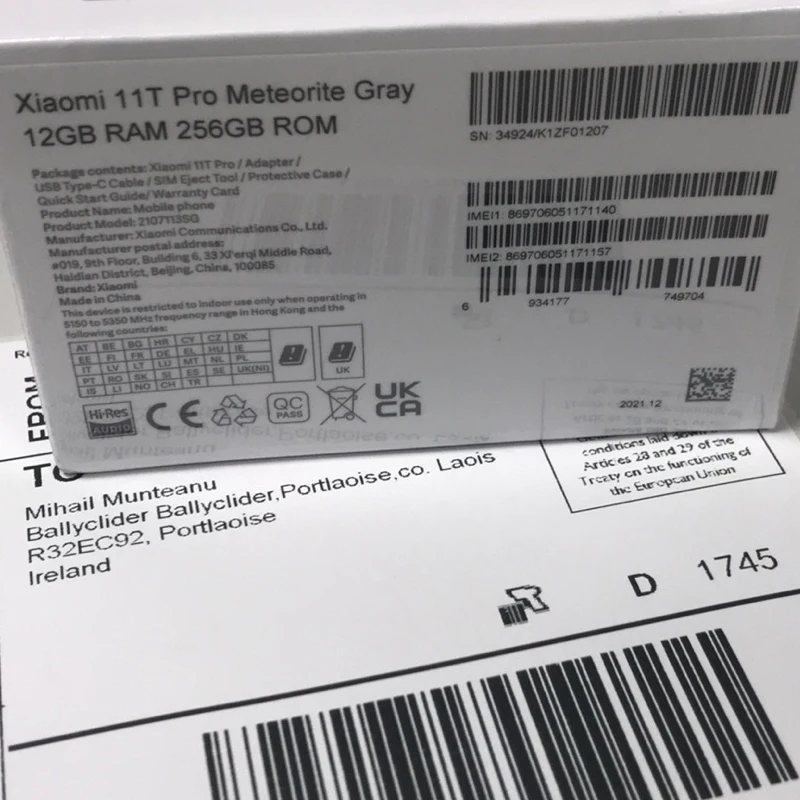 Xiaomi 11T Pro Meteorite Gray
12GB RAM 256GB ROM
Package contents: Xiaomi 11T Pro / Adapter /
USB Type-C Cable / SIM Eject Tool / Protective Case /
Quick Start Guide/ Warranty Card
Product Name: Mobile phone
Product Model: 2107113SG
Manufacturer: Xiaomi Communications Co., Ltd.
Manufacturer postal address:
#019, 9th Floor, Building 6, 33 Xi'erqi Middle Road,
Haidian District, Beijing, China, 100085
Brand: Xiaomi
Made in China
This device is restricted to indoor use only when operating in
5150 to 5350 MHz frequency range in Hong Kong and the
following countries:
AT BE BG HR CY CZ DK
EE FI FR DE EL HU IE
IT LV LT LU MT NL PL
PT RO SK SI ES SE UK(NI)
IS LI NO CH TR
UK
Hi-Res
AUDIO
CE
QC
PASS
UK
CA
SN: 34924/K1ZF01207
IMEI1: 869706051171140
IMEI2: 869706051171157
6 934177 749704
2021.12
FROM
TO
Mihail Munteanu
Ballyclider Ballyclider,Portlaoise,co. Laois
R32EC92, Portlaoise
Ireland
conditions laid down
Articles 28 and 29 of the
Treaty on the functioning of
the European Union
D 1745